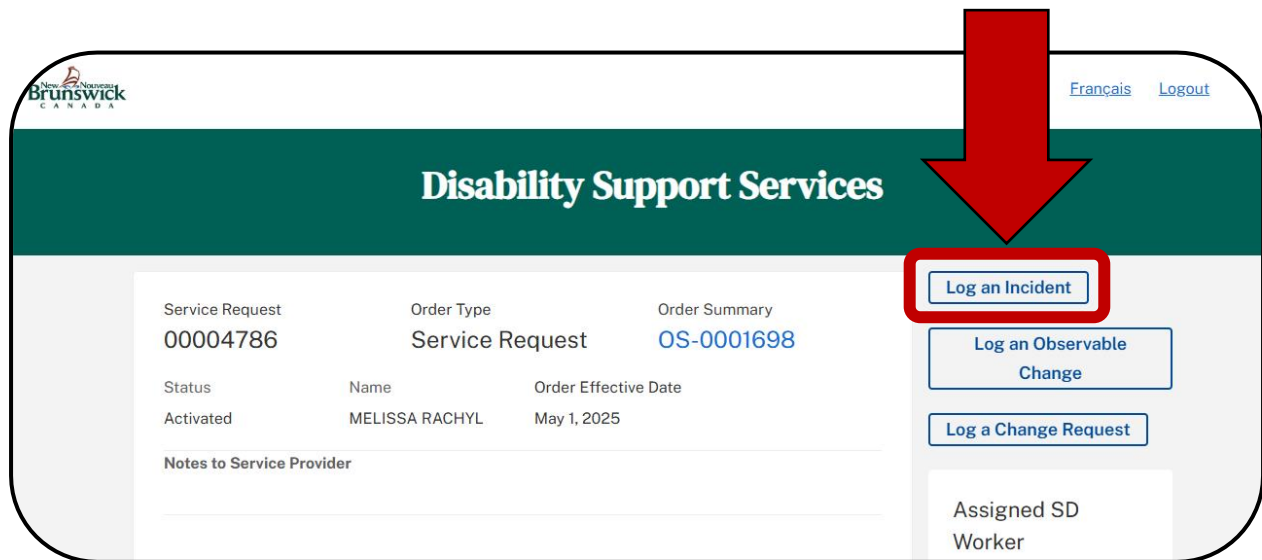 New Nouveau
Brunswick
CANADA
Français Logout
Disability Support Services
Log an Incident
Service Request Order Type Order Summary
00004786 Service Request OS-0001698
Log an Observable
Change
Status Name Order Effective Date
Activated MELISSA RACHYL May 1, 2025
Log a Change Request
Notes to Service Provider
Assigned SD
Worker